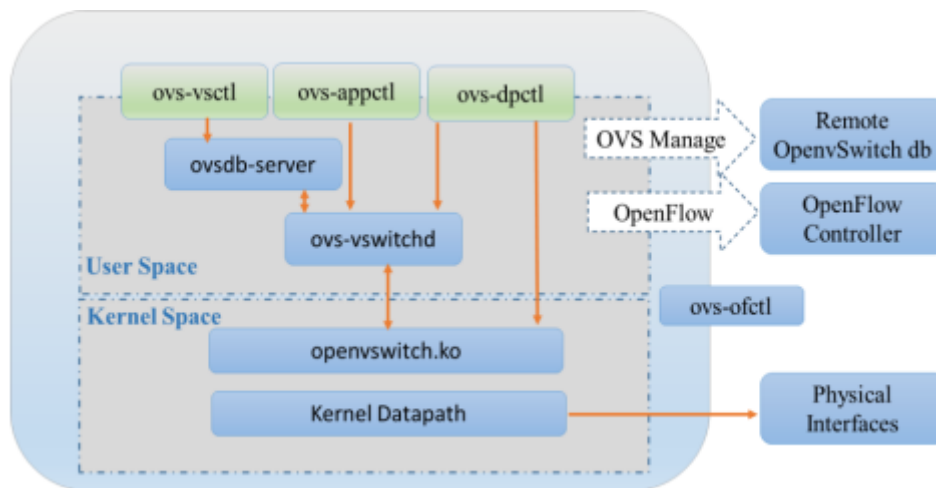 ovs-vsctl
ovs-appctl
ovs-dpctl
ovsdb-server
ovs-vswitchd
User Space
OVS Manage
OpenFlow
Remote
OpenvSwitch db
OpenFlow
Controller
Kernel Space
ovs-ofctl
openvswitch.ko
Kernel Datapath
Physical
Interfaces